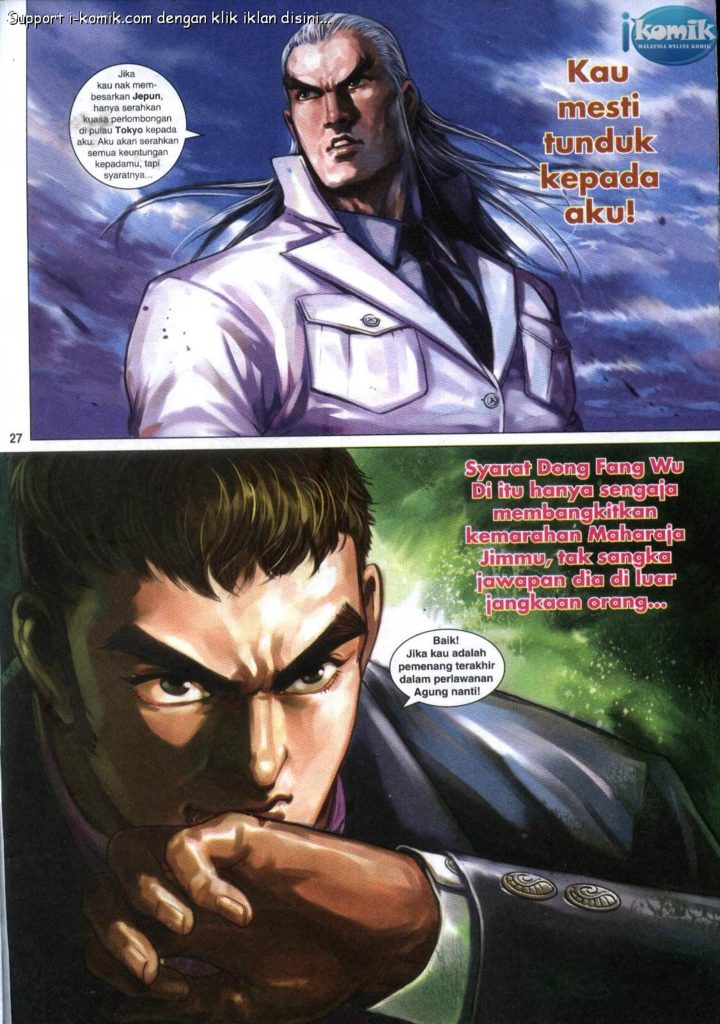 Support i-komik.com dengan klik iklan disini...
ikomik
MALAYSIA ONLINE KOMIK
Jika
kau nak mem-
besarkan Jepun,
hanya serahkan
kuasa perlombongan
di pulau Tokyo kepada
aku. Aku akan serahkan
semua keuntungan
kepadamu, tapi
syaratnya...
Kau
mesti
tunduk
kepada
aku!
27
Syarat Dong Fang Wu
Di itu hanya sengaja
membangkitkan
kemarahan Maharaja
Jimmu, tak sangka
jawapan dia di luar
jangkaan orang...
Baik!
Jika kau adalah
pemenang terakhir
dalam perlawanan
Agung nanti!